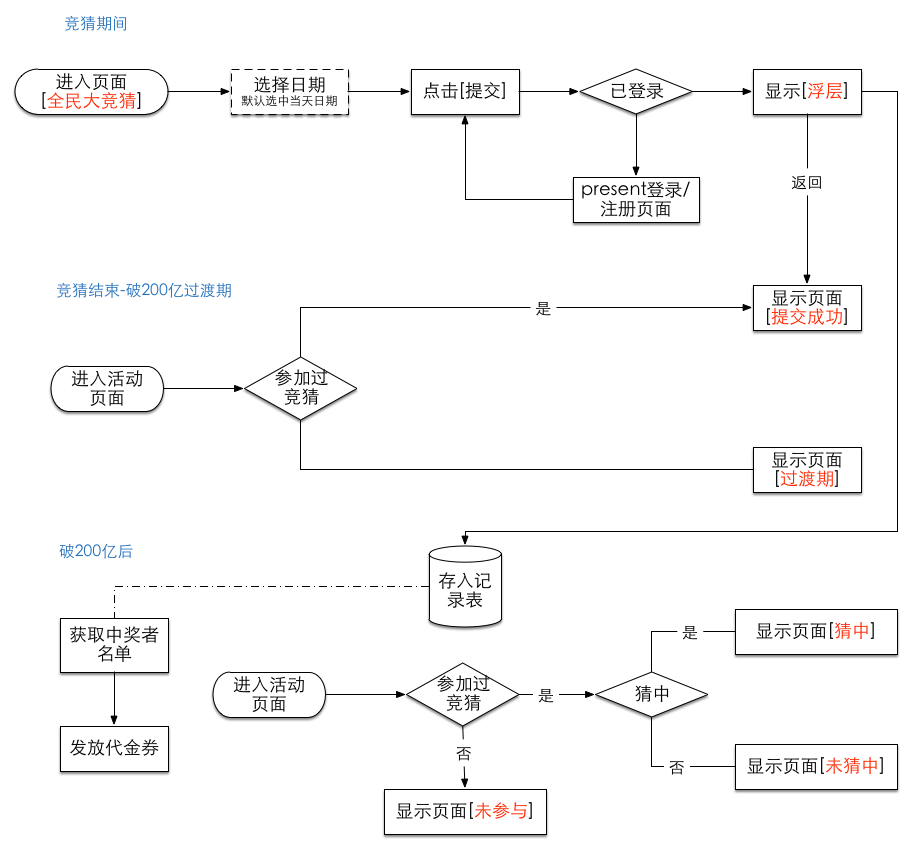 竞猜期间
进入页面
[全民大竞猜]
选择日期
默认选中当天日期
点击[提交]
已登录
显示[浮层]
present登录/
注册页面
返回
竞猜结束-破200亿过渡期
是
显示页面
[提交成功]
进入活动
页面
参加过
竞猜
显示页面
[过渡期]
破200亿后
存入记
录表
获取中奖者
名单
发放代金券
进入活动
页面
参加过
竞猜
是
猜中
是
显示页面[猜中]
否
显示页面[未猜中]
否
显示页面[未参与]